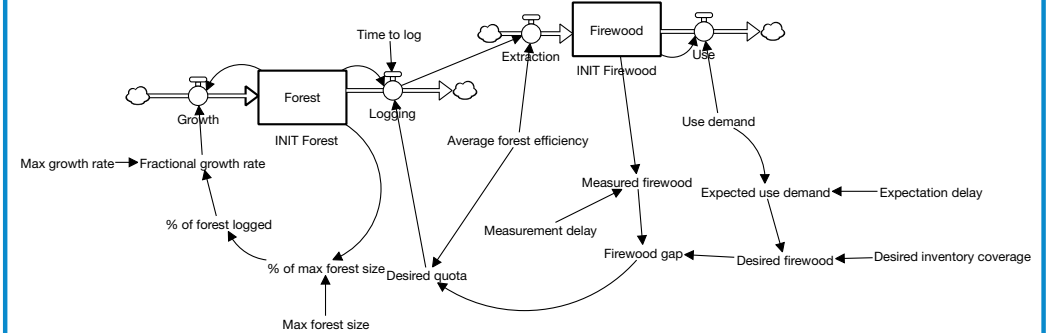 Firewood
Time to log
Extraction
Use
INIT Firewood
Forest
Growth
Logging
Use demand
INIT Forest
Average forest efficiency
Max growth rate
Fractional growth rate
Measured firewood
Expected use demand
Expectation delay
% of forest logged
Measurement delay
Firewood gap
Desired firewood
Desired inventory coverage
% of max forest size
Desired quota
Max forest size